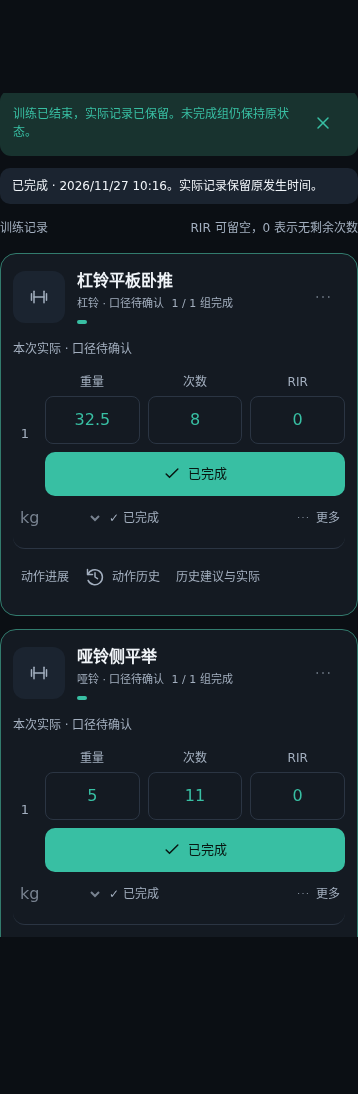 训练已结束，实际记录已保留。未完成组仍保持原状
态。
已完成 · 2026/11/27 10:16。实际记录保留原发生时间。
训练记录 RIR 可留空，0 表示无剩余次数
杠铃平板卧推
杠铃 · 口径待确认 1 / 1 组完成
本次实际 · 口径待确认
重量 次数 RIR
1 32.5 8 0
已完成
kg ✓ 已完成 ··· 更多
动作进展 动作历史 历史建议与实际
哑铃侧平举
哑铃 · 口径待确认 1 / 1 组完成
本次实际 · 口径待确认
重量 次数 RIR
1 5 11 0
已完成
kg ✓ 已完成 ··· 更多